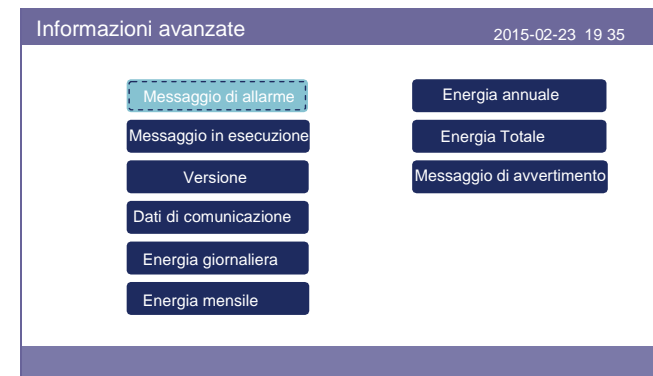 Informazioni avanzate
2015-02-23 19 35
Messaggio di allarme
Messaggio in esecuzione
Versione
Dati di comunicazione
Energia giornaliera
Energia mensile
Energia annuale
Energia Totale
Messaggio di avvertimento